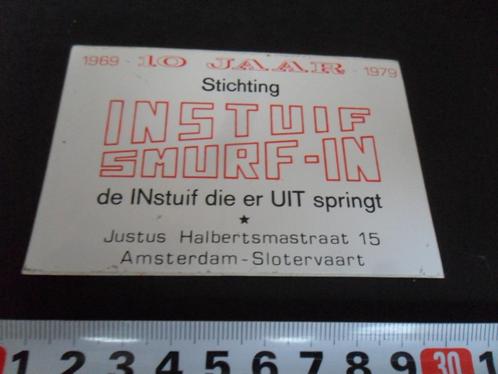 1969 - 10 JAAR - 1979
Stichting
INSTUIF
SMURF-IN
de INstuif die er UIT springt
★
Justus Halbertsmastraat 15
Amsterdam-Slotervaart
1 2 3 4 5 6 7 8 9 30 1